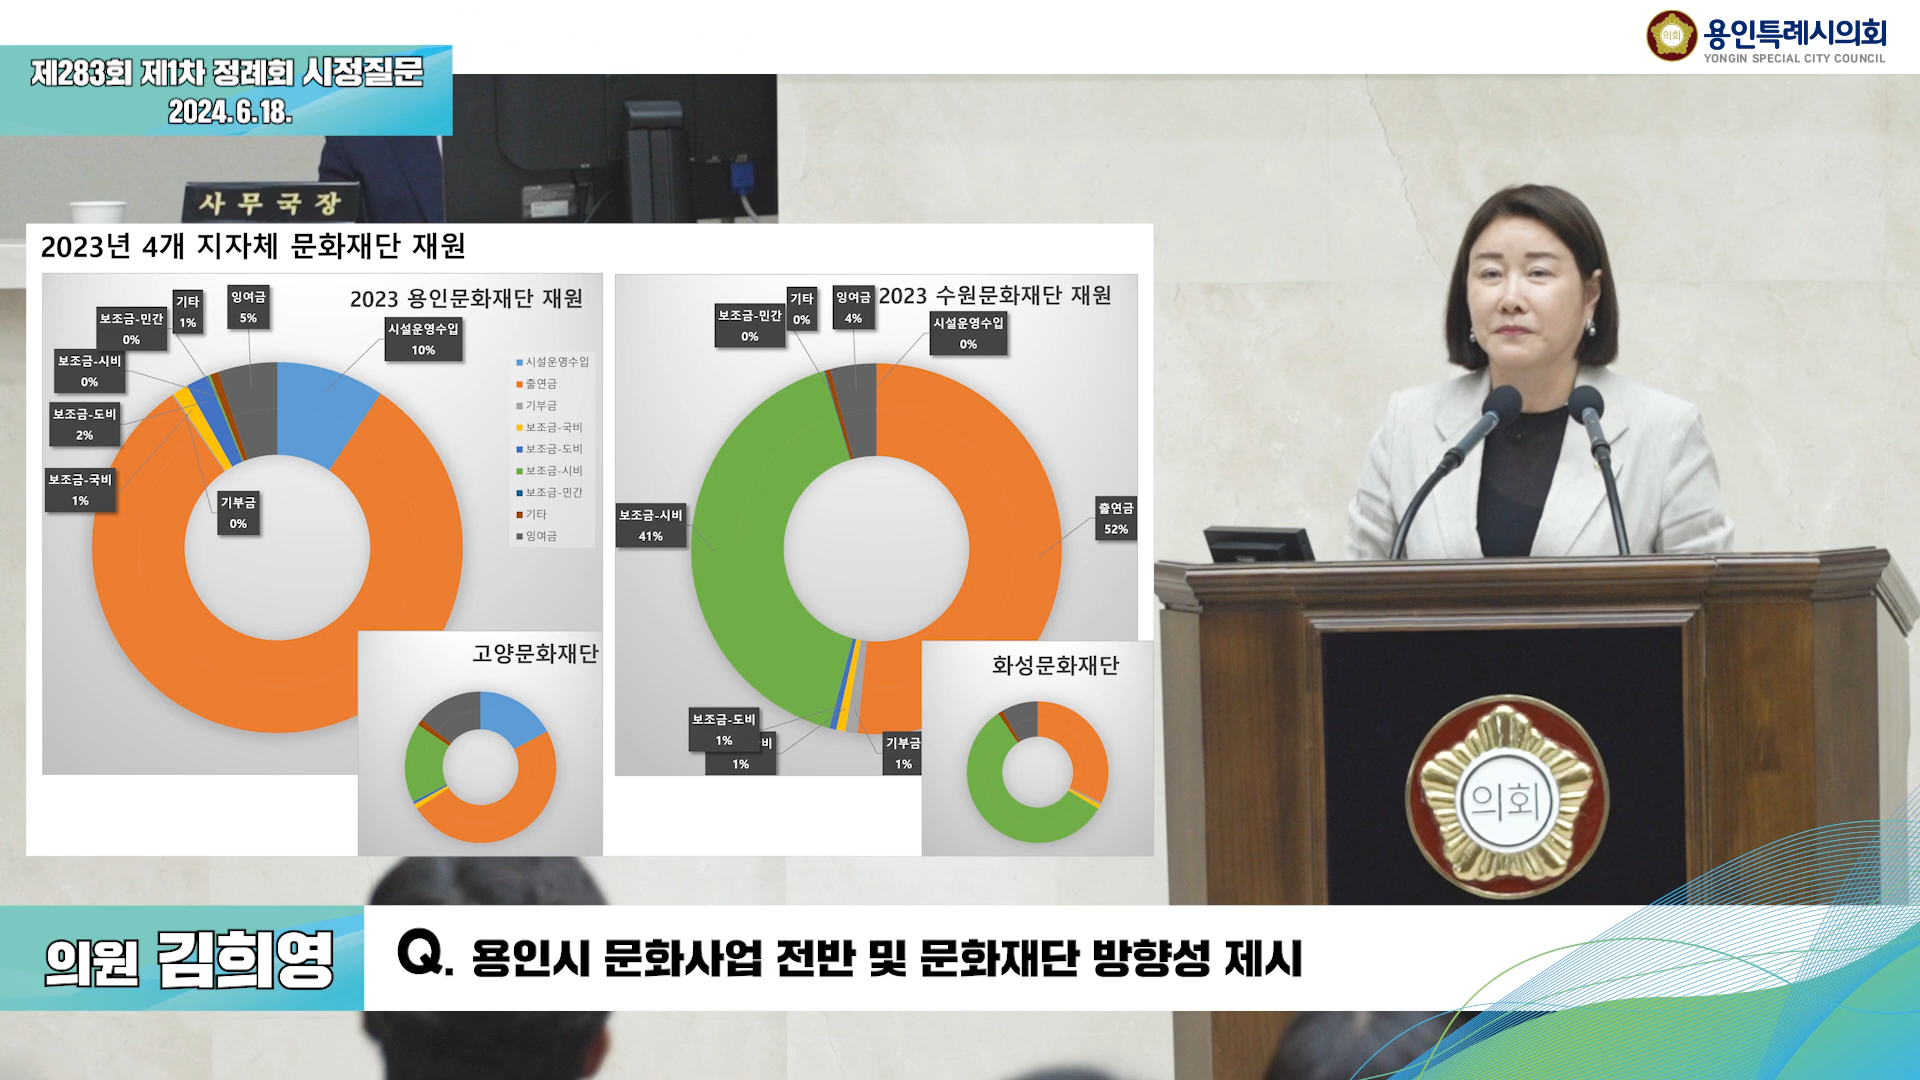 용인특례시의회
YONGIN SPECIAL CITY COUNCIL
의회
제283회 제1차 정례회 시정질문
2024.6.18.
사무국장
2023년 4개 지자체 문화재단 재원
2023 용인문화재단 재원
시설운영수입
10%
잉여금
5%
기타
1%
보조금-민간
0%
보조금-시비
0%
보조금-도비
2%
보조금-국비
1%
기부금
0%
시설운영수입
출연금
기부금
보조금-국비
보조금-도비
보조금-시비
보조금-민간
기타
잉여금
2023 수원문화재단 재원
보조금-민간
0%
기타
0%
잉여금
4%
시설운영수입
0%
보조금-시비
41%
출연금
52%
보조금-도비
1%
비
1%
기부금
1%
고양문화재단
화성문화재단
의회
의원 김희영
Q. 용인시 문화사업 전반 및 문화재단 방향성 제시